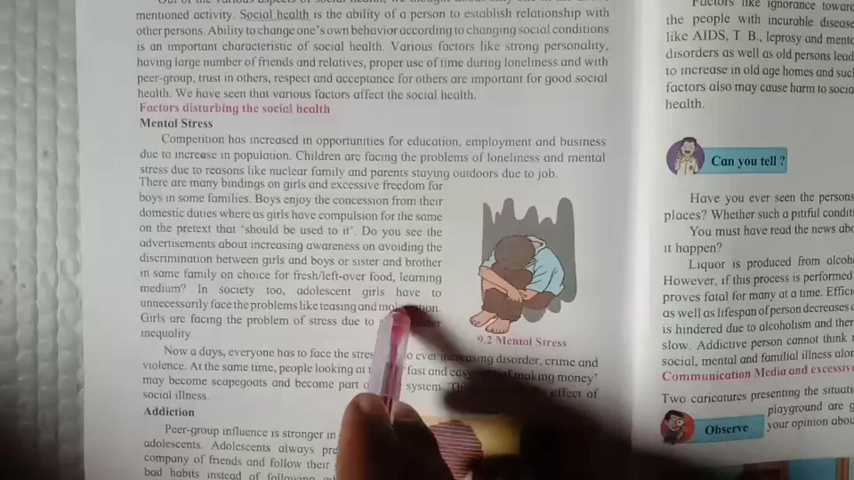 mentioned activity. Social health is the ability of a person to establish relationship with
other persons. Ability to change one's own behavior according to changing social conditions
is an important characteristic of social health. Various factors like strong personality,
having large number of friends and relatives, proper use of time during loneliness and with
peer-group, trust in others, respect and acceptance for others are important for good social
health. We have seen that various factors affect the social health.
Factors disturbing the social health
Mental Stress
Competition has increased in opportunities for education, employment and business
due to increase in population. Children are facing the problems of loneliness and mental
stress due to reasons like nuclear family and parents staying outdoors due to job.
There are many bindings on girls and excessive freedom for
boys in some families. Boys enjoy the concession from their
domestic duties where as girls have compulsion for the same
on the pretext that 'should be used to it'. Do you see the
advertisements about increasing awareness on avoiding the
discrimination between girls and boys or sister and brother
in same family on choice for fresh/left-over food, learning
medium? In society too, adolescent girls have to
unnecessarily face the problems like teasing and
Girls are facing the problem of stress due to
inequality
9.2 Mental Stress
Now a days, everyone has to face the ever increasing disorder, crime and
violence. At the same time, people looking at fast and making money'
may become scapegoats and become part system. effect of
social illness.
Addiction
Peer-group influence is stronger in
adolescents. Adolescents always
company of friends and follow their
bad habits instead of following
Factors like ignorance toward
the people with incurable disease
like AIDS, T. B., leprosy and
disorders as well as old persons lead
to increase in old age homes and such
factors also may cause harm to
health.
Can you tell ?
Have you ever seen the persons
places? Whether such a pitiful
You must have read the news
it happen?
Liquor is produced from
However, if this process is performed
proves fatal for many at a time.
as well as lifespan of person decreases
is hindered due to alcoholism and
slow. Addictive person cannot think
social, mental and familial illness
Communication Media and
Two caricatures presenting the
playground are
your opinion
Observe